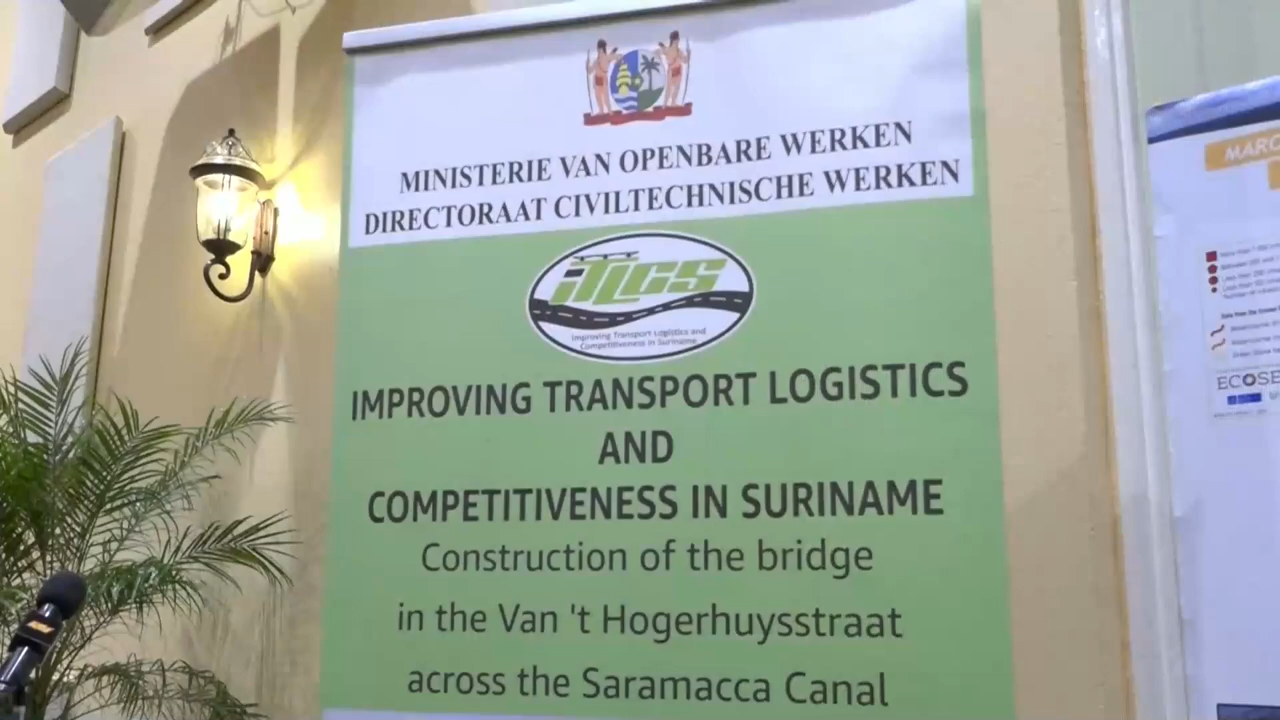 MINISTERIE VAN OPENBARE WERKEN
DIRECTORAAT CIVILTECHNISCHE WERKEN
iTLCS
Improving Transport Logistics and
Competitiveness in Suriname
IMPROVING TRANSPORT LOGISTICS
AND
COMPETITIVENESS IN SURINAME
Construction of the bridge
in the Van 't Hogerhuysstraat
across the Saramacca Canal